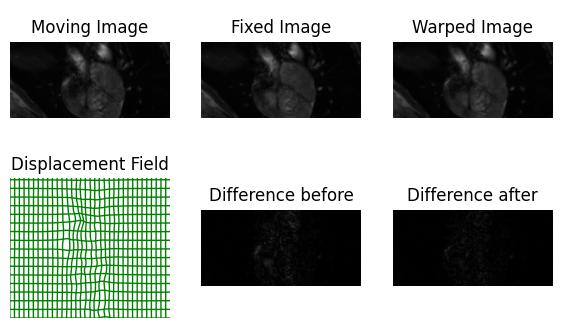 Moving Image
Fixed Image
Warped Image
Displacement Field
Difference before
Difference after